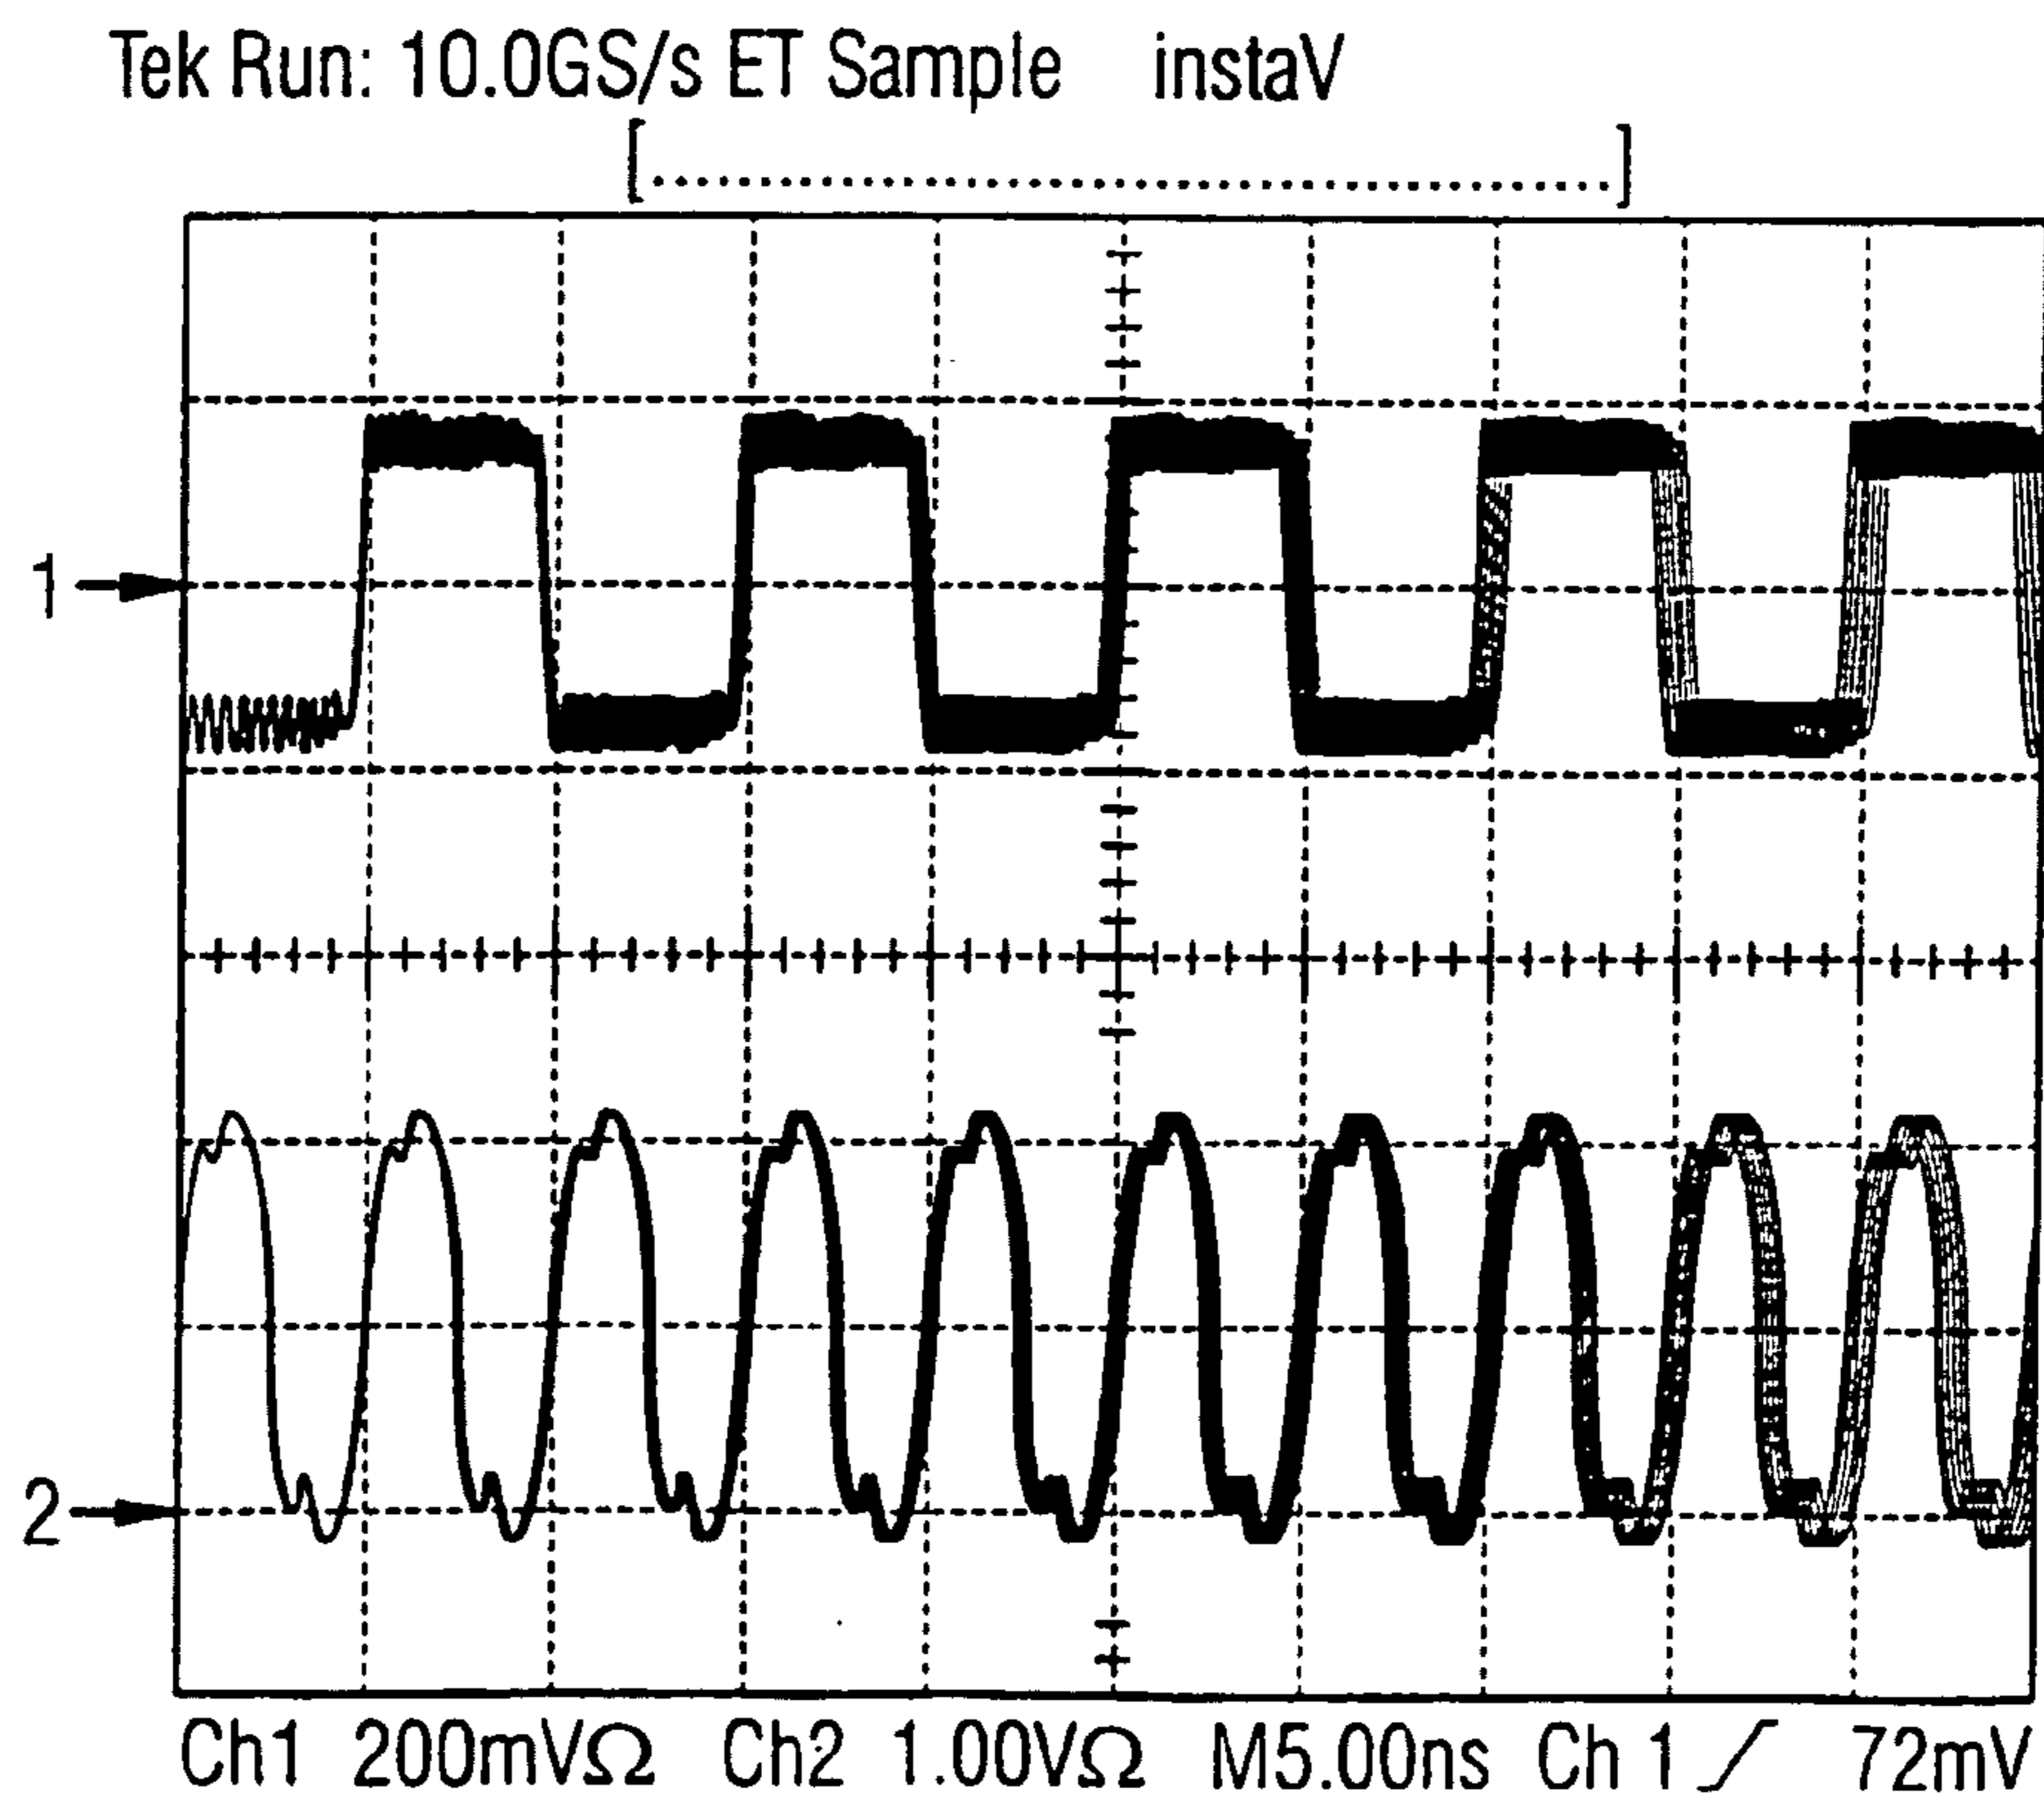 Tek Run: 10.0GS/s ET Sample instaV
1
2
Ch1 200mVΩ Ch2 1.00VΩ M5.00ns Ch 1 72mV